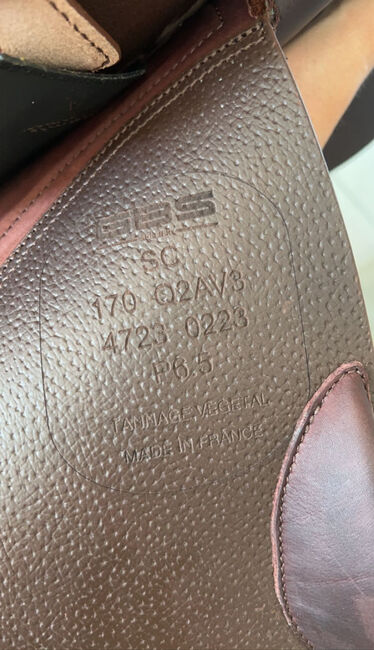 SC
170 Q2AV3
4723 0223
P6.5
TANNAGE VEGETAL
MADE IN FRANCE